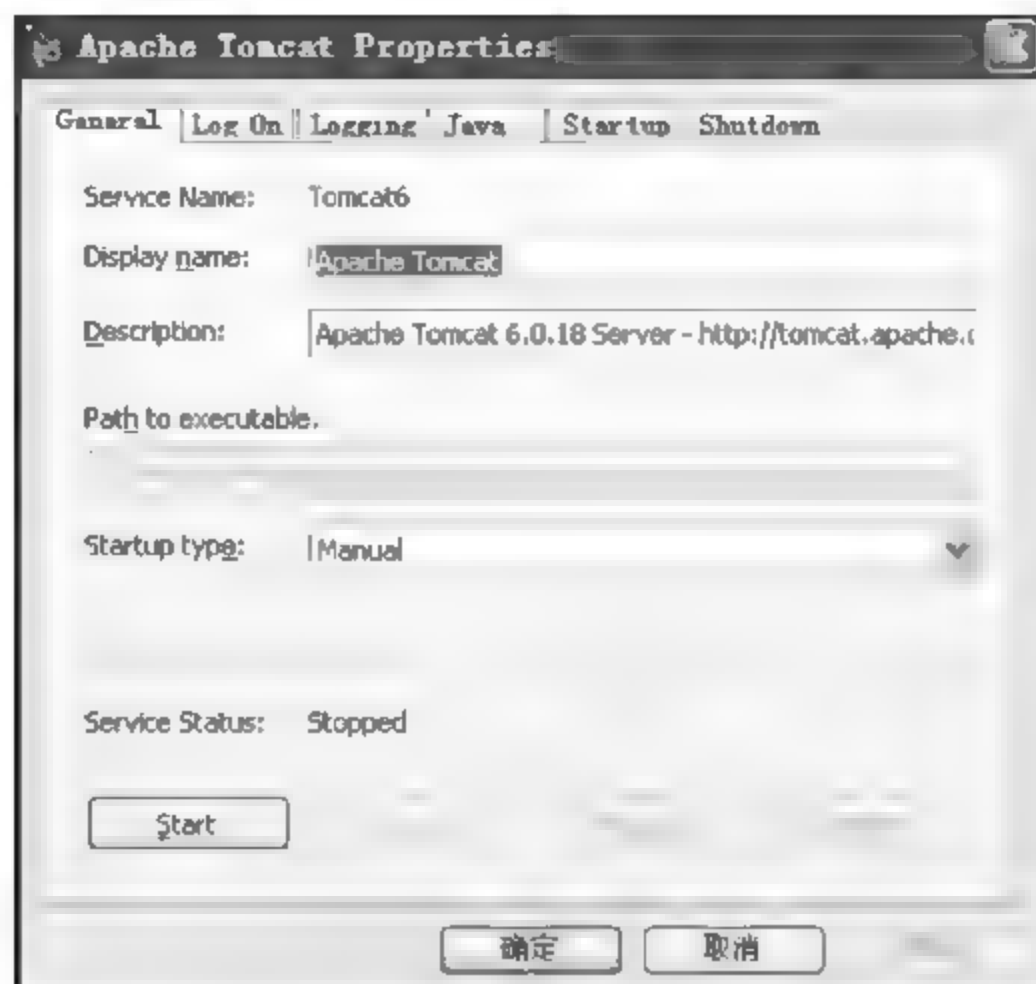 Apache Tomcat Properties
General Log On Logging Java Startup Shutdown
Service Name: Tomcat6
Display name: Apache Tomcat
Description: Apache Tomcat 6.0.18 Server - http://tomcat.apache.c
Path to executable:
Startup type: Manual
Service Status: Stopped
Start
确定 取消